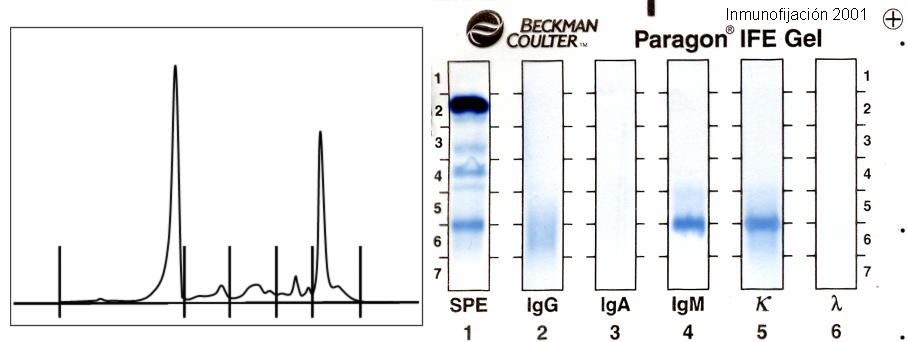 Inmunofijación 2001
BECKMAN
COULTER™
Paragon® IFE Gel
1 1
2 2
3 3
4 4
5 5
6 6
7 7
SPE IgG IgA IgM K λ
1 2 3 4 5 6